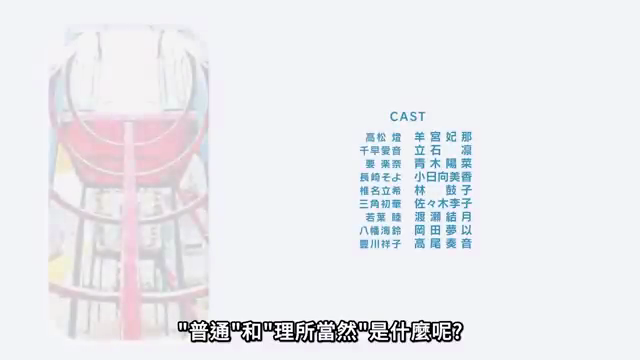 CAST
高松 燈 羊宮妃那
千早愛音 立石 凛
要 楽奈 青木陽菜
長崎そよ 小日向美香
椎名立希 林 鼓子
三角初華 佐々木李子
若葉 睦 渡瀬結月
八幡海鈴 岡田夢以
豊川祥子 高尾奏音
"普通"和"理所當然"是什麼呢?